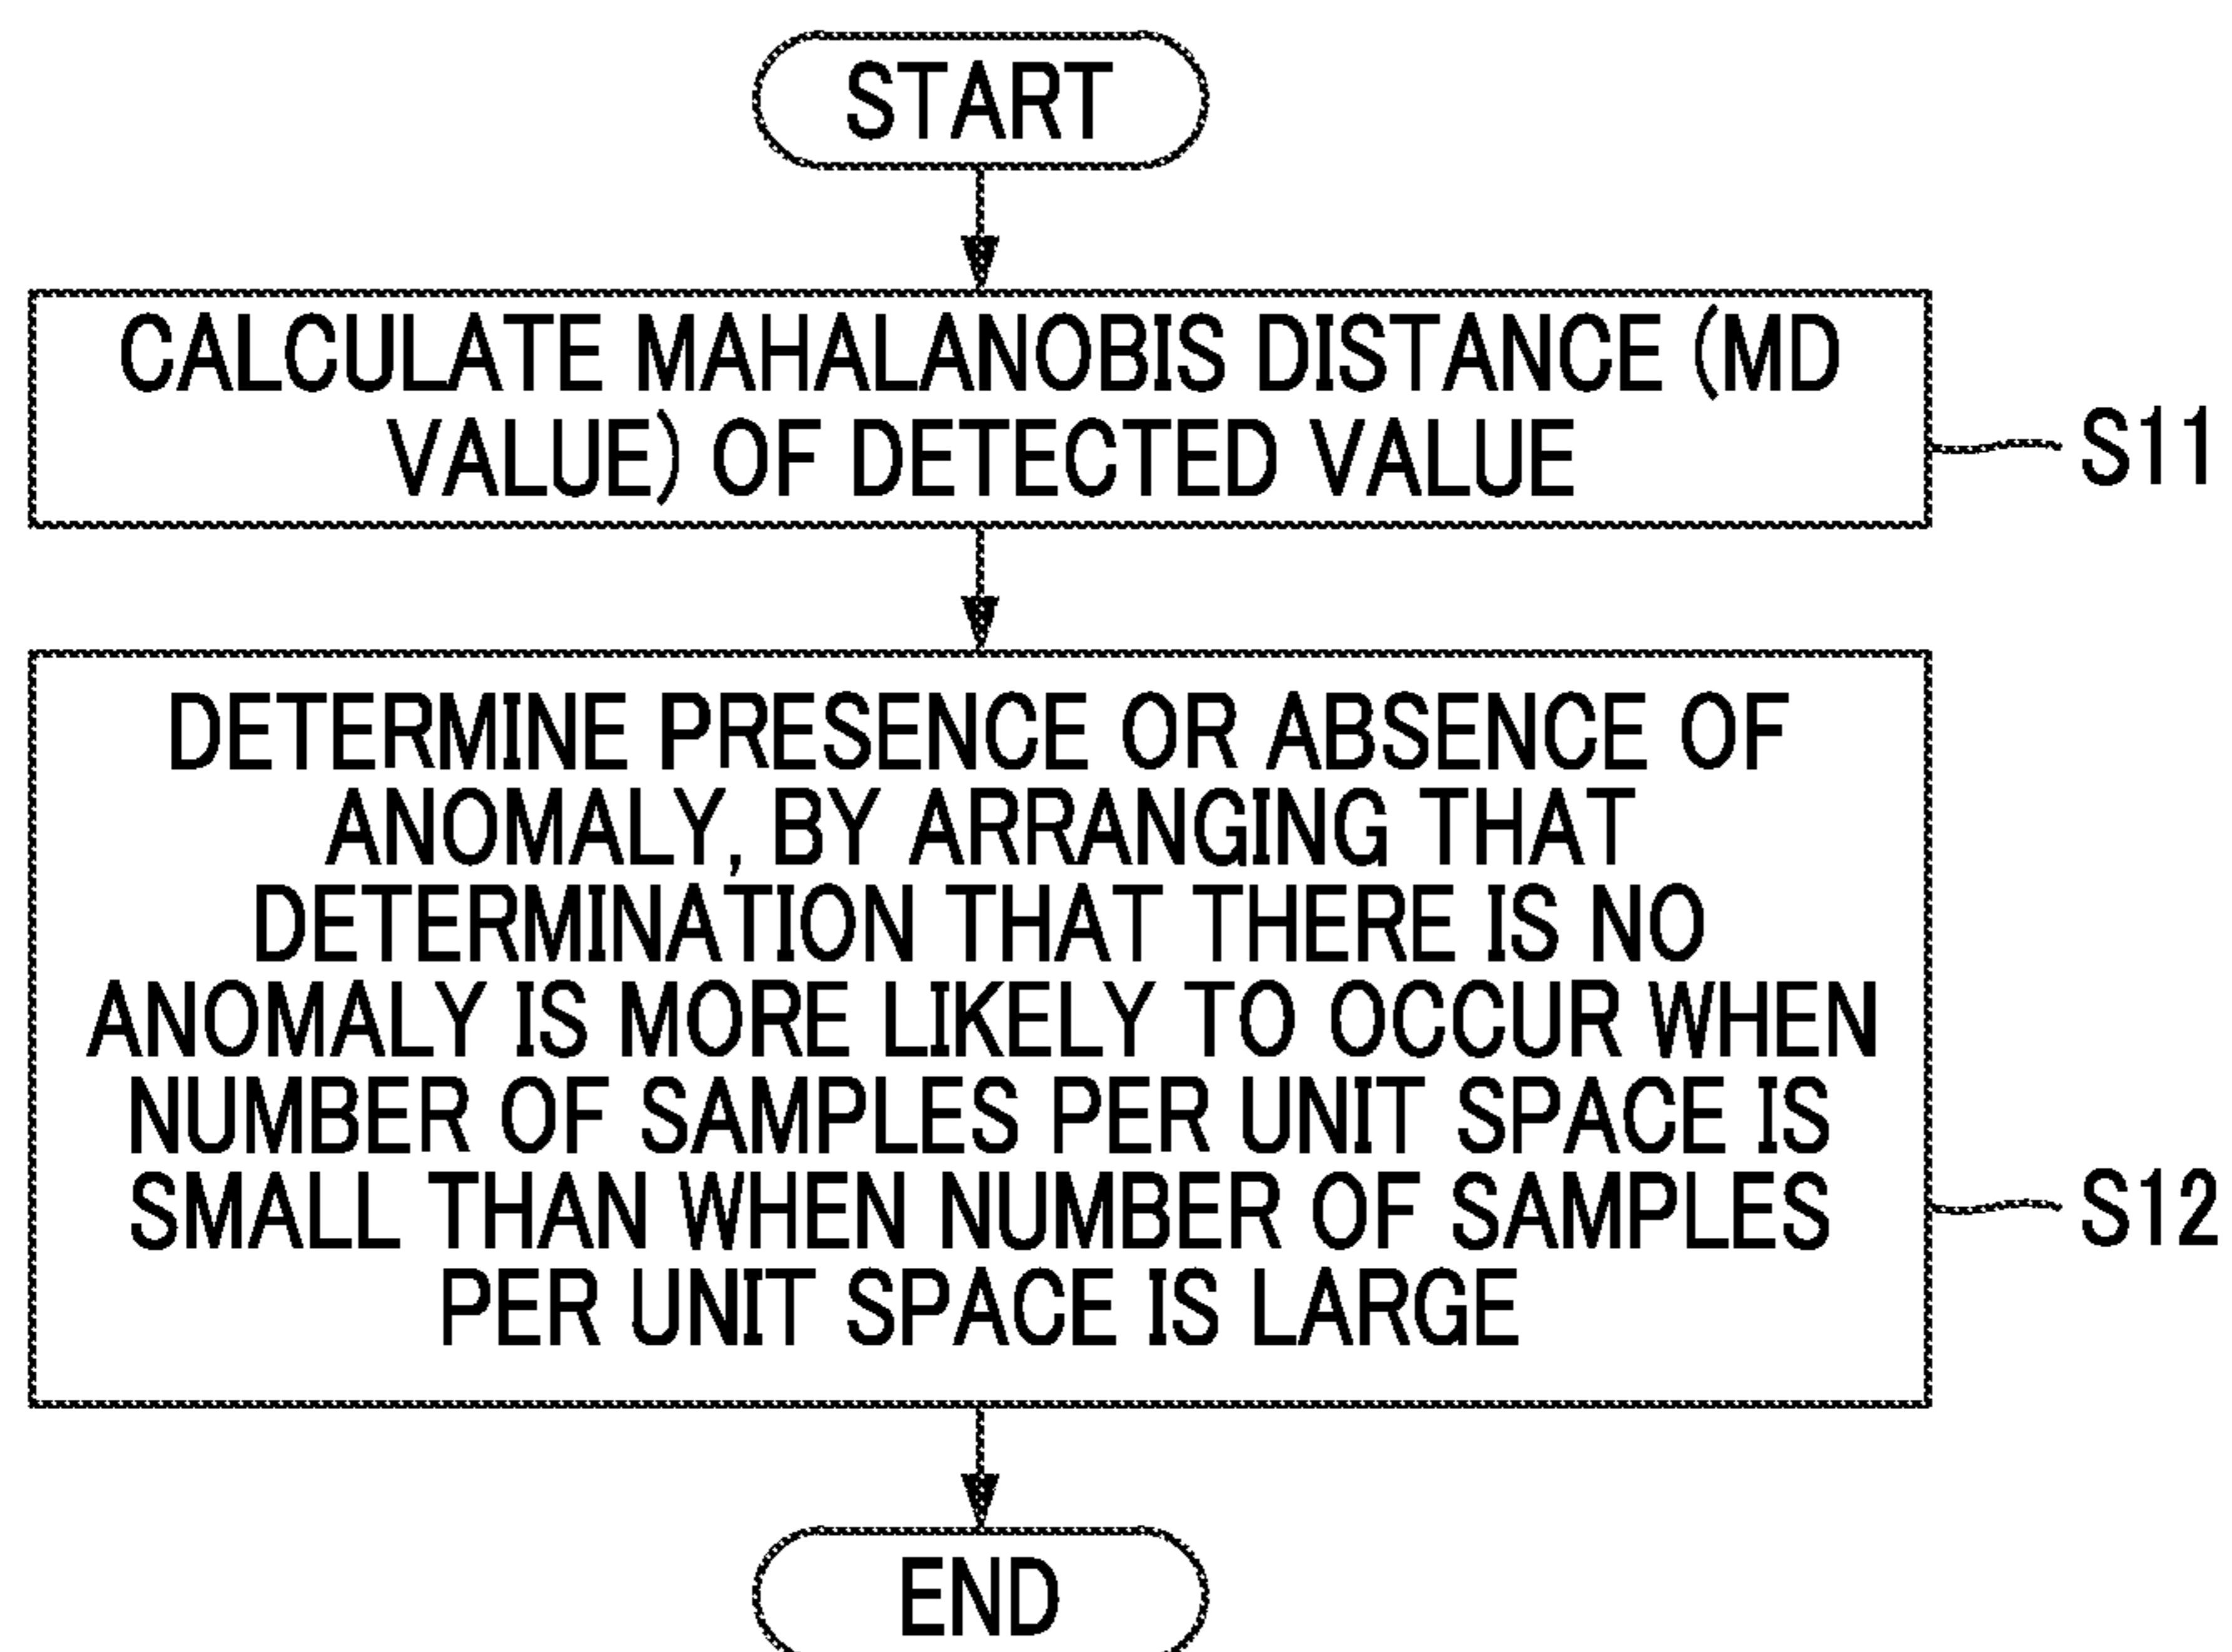 START
CALCULATE MAHALANOBIS DISTANCE (MD
VALUE) OF DETECTED VALUE
S11
DETERMINE PRESENCE OR ABSENCE OF
ANOMALY, BY ARRANGING THAT
DETERMINATION THAT THERE IS NO
ANOMALY IS MORE LIKELY TO OCCUR WHEN
NUMBER OF SAMPLES PER UNIT SPACE IS
SMALL THAN WHEN NUMBER OF SAMPLES
PER UNIT SPACE IS LARGE
S12
END